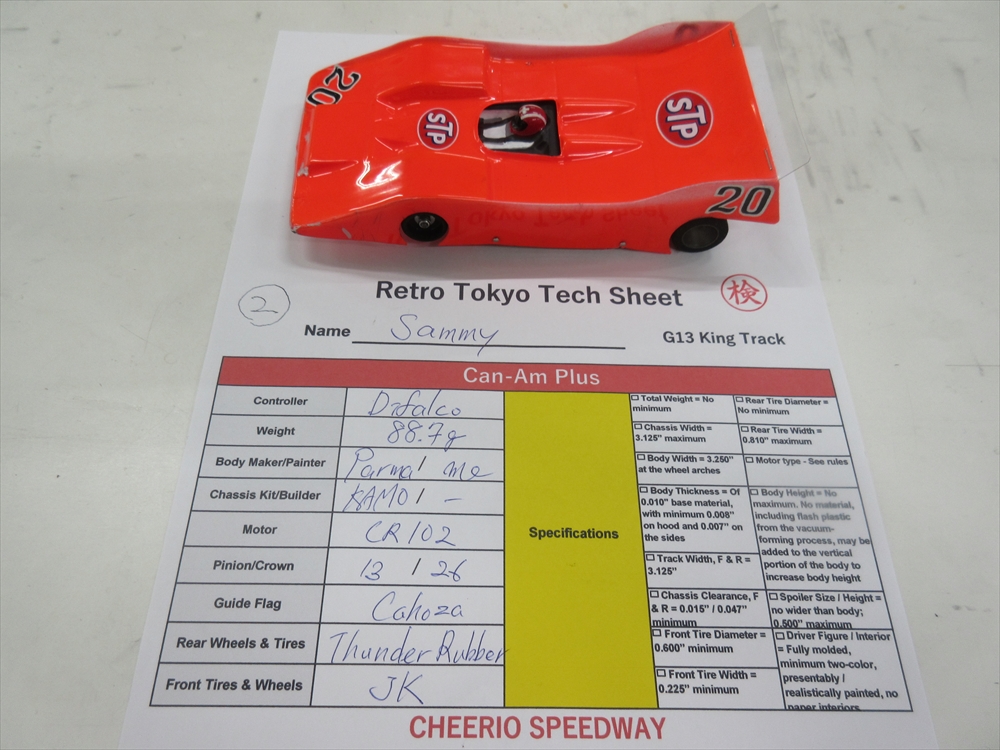 20
STP
STP
20
2
Retro Tokyo Tech Sheet
検
Name Sammy
G13 King Track
Can-Am Plus
Controller Difalco
Weight 88.7g
Body Maker/Painter Parma / me
Chassis Kit/Builder KAMO / -
Motor CR102
Pinion/Crown 13 / 26
Guide Flag Cahoza
Rear Wheels & Tires Thunder Rubber
Front Tires & Wheels JK
Specifications
☐ Total Weight = No
minimum
☐ Chassis Width =
3.125" maximum
☐ Body Width = 3.250"
at the wheel arches
☐ Body Thickness = Of
0.010" base material,
with minimum 0.008"
on hood and 0.007" on
the sides
☐ Track Width, F & R =
3.125"
☐ Chassis Clearance, F
& R = 0.015" / 0.047"
minimum
☐ Front Tire Diameter =
0.600" minimum
☐ Front Tire Width =
0.225" minimum
☐ Rear Tire Diameter =
No minimum
☐ Rear Tire Width =
0.810" maximum
☐ Motor type - See rules
☐ Body Height = No
maximum. No material,
including flash plastic
from the vacuum-
forming process, may be
added to the vertical
portion of the body to
increase body height
☐ Spoiler Size / Height =
no wider than body;
0.500" maximum
☐ Driver Figure / Interior
= Fully molded,
minimum two-color,
presentably /
realistically painted, no
paper interiors
CHEERIO SPEEDWAY